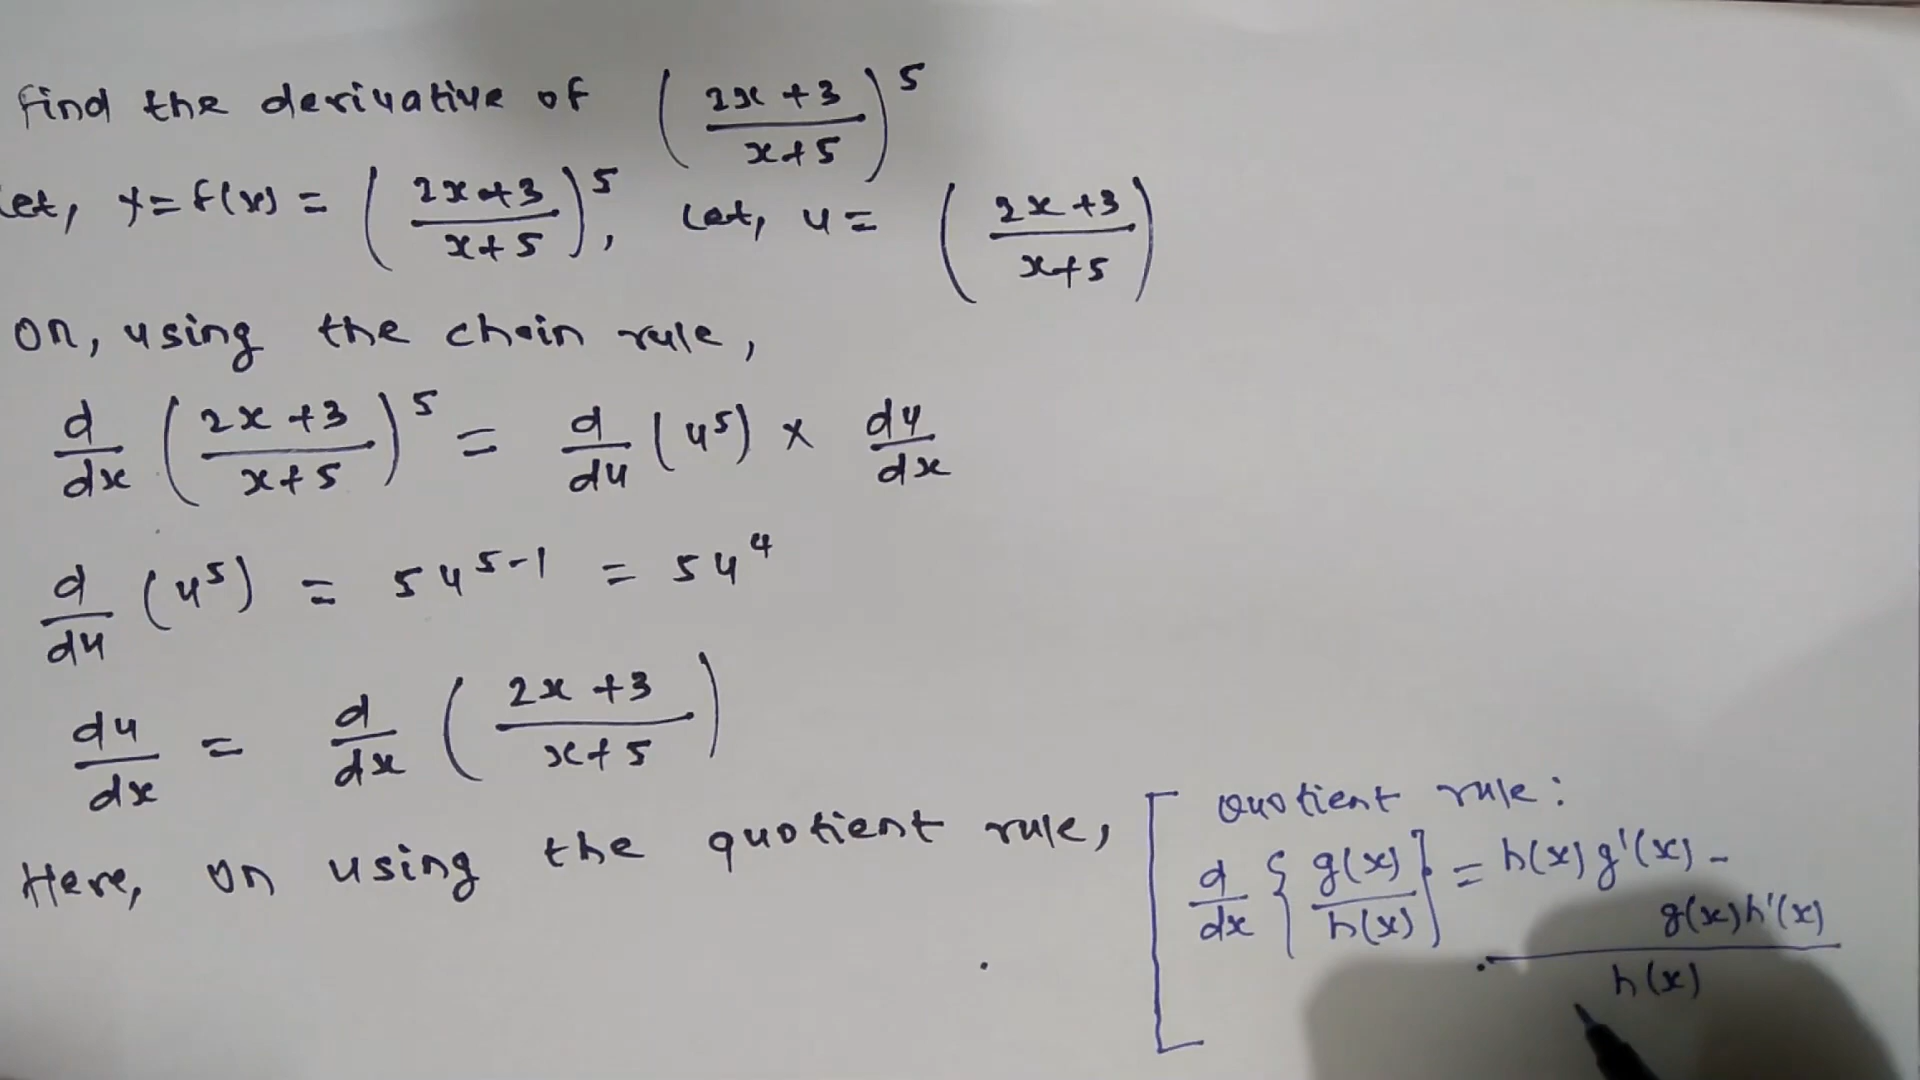 Find the derivative of ( (2x+3)/(x+5) )^5
Let, y = f(x) = ( (2x+3)/(x+5) )^5, Let, u = ( (2x+3)/(x+5) )
On, using the chain rule,
d/dx ( (2x+3)/(x+5) )^5 = d/du (u^5) × du/dx
d/du (u^5) = 5u^(5-1) = 5u^4
du/dx = d/dx ( (2x+3)/(x+5) )
Here, on using the quotient rule,
Quotient rule:
d/dx { g(x)/h(x) } = (h(x)g'(x) - g(x)h'(x))/h(x)